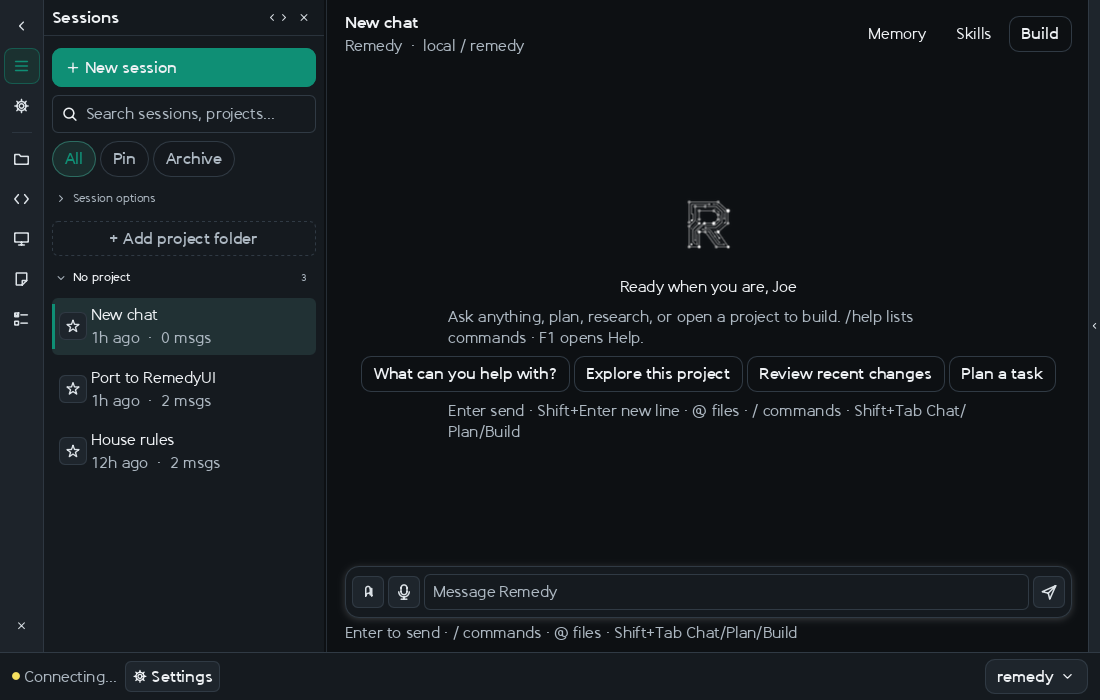 Sessions
+ New session
Search sessions, projects...
All
Pin
Archive
Session options
+ Add project folder
No project
3
New chat
1h ago · 0 msgs
Port to RemedyUI
1h ago · 2 msgs
House rules
12h ago · 2 msgs
New chat
Remedy · local / remedy
Memory
Skills
Build
R
Ready when you are, Joe
Ask anything, plan, research, or open a project to build. /help lists
commands · F1 opens Help.
What can you help with?
Explore this project
Review recent changes
Plan a task
Enter send · Shift+Enter new line · @ files · / commands · Shift+Tab Chat/
Plan/Build
Message Remedy
Enter to send · / commands · @ files · Shift+Tab Chat/Plan/Build
Connecting...
Settings
remedy